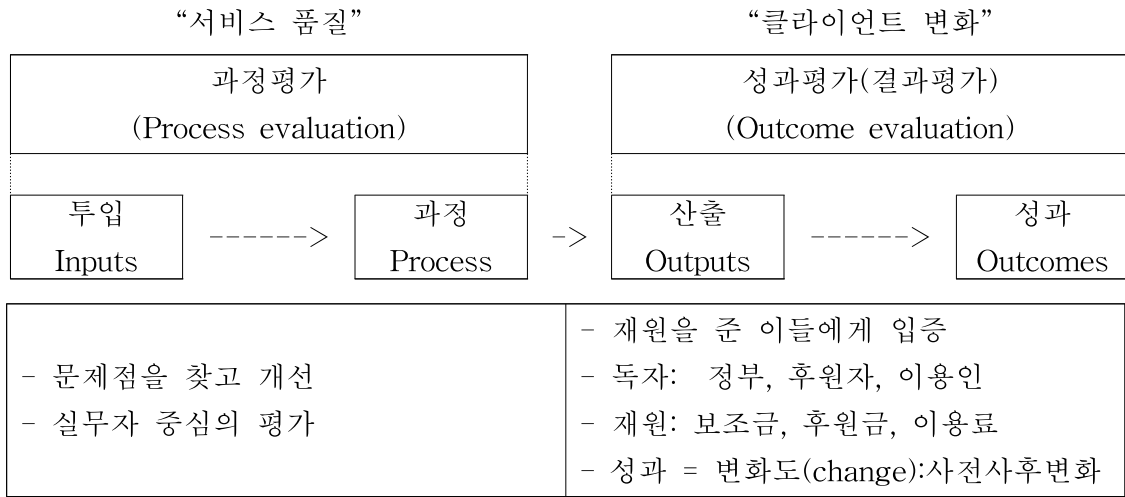 “서비스 품질”
“클라이언트 변화”
과정평가
(Process evaluation)
성과평가(결과평가)
(Outcome evaluation)
투입
Inputs
------>
과정
Process
->
산출
Outputs
------>
성과
Outcomes
- 문제점을 찾고 개선
- 실무자 중심의 평가
- 재원을 준 이들에게 입증
- 독자: 정부, 후원자, 이용인
- 재원: 보조금, 후원금, 이용료
- 성과 = 변화도(change):사전사후변화